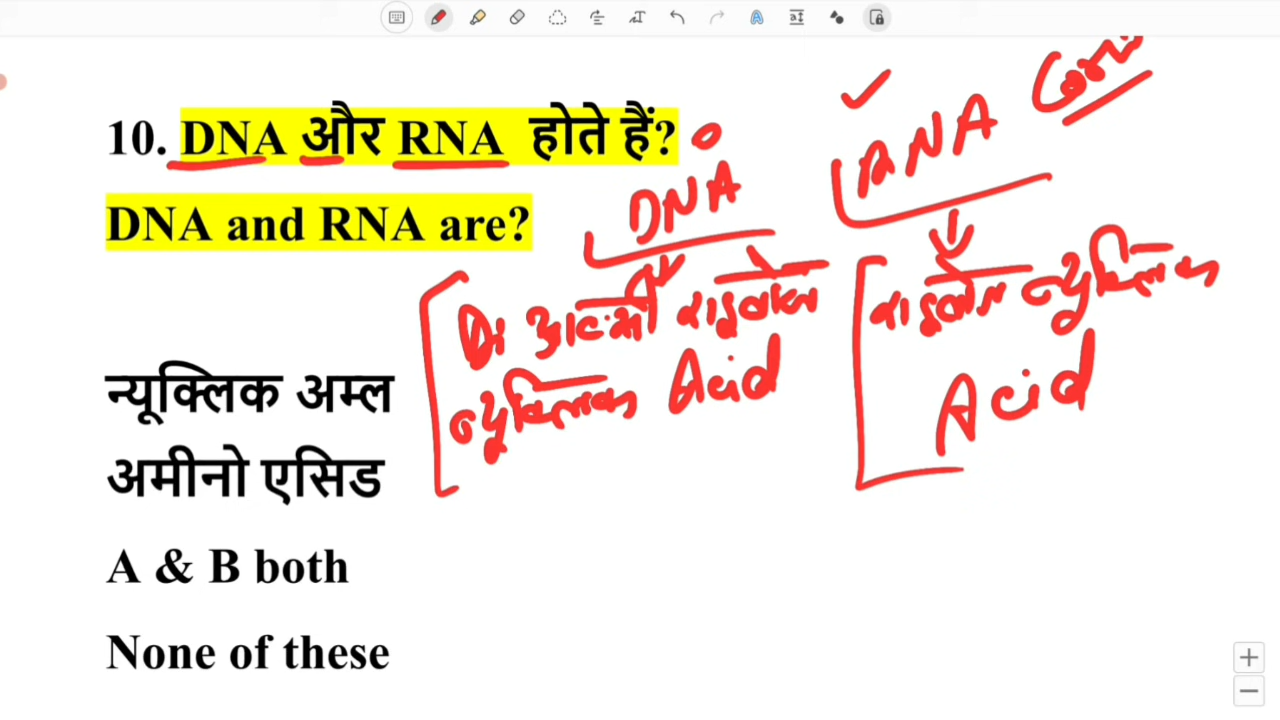 10. DNA और RNA होते हैं?
DNA and RNA are?
DNA
RNA
न्यूक्लिक Acid
Acid
न्यूक्लिक अम्ल
अमीनो एसिड
A & B both
None of these